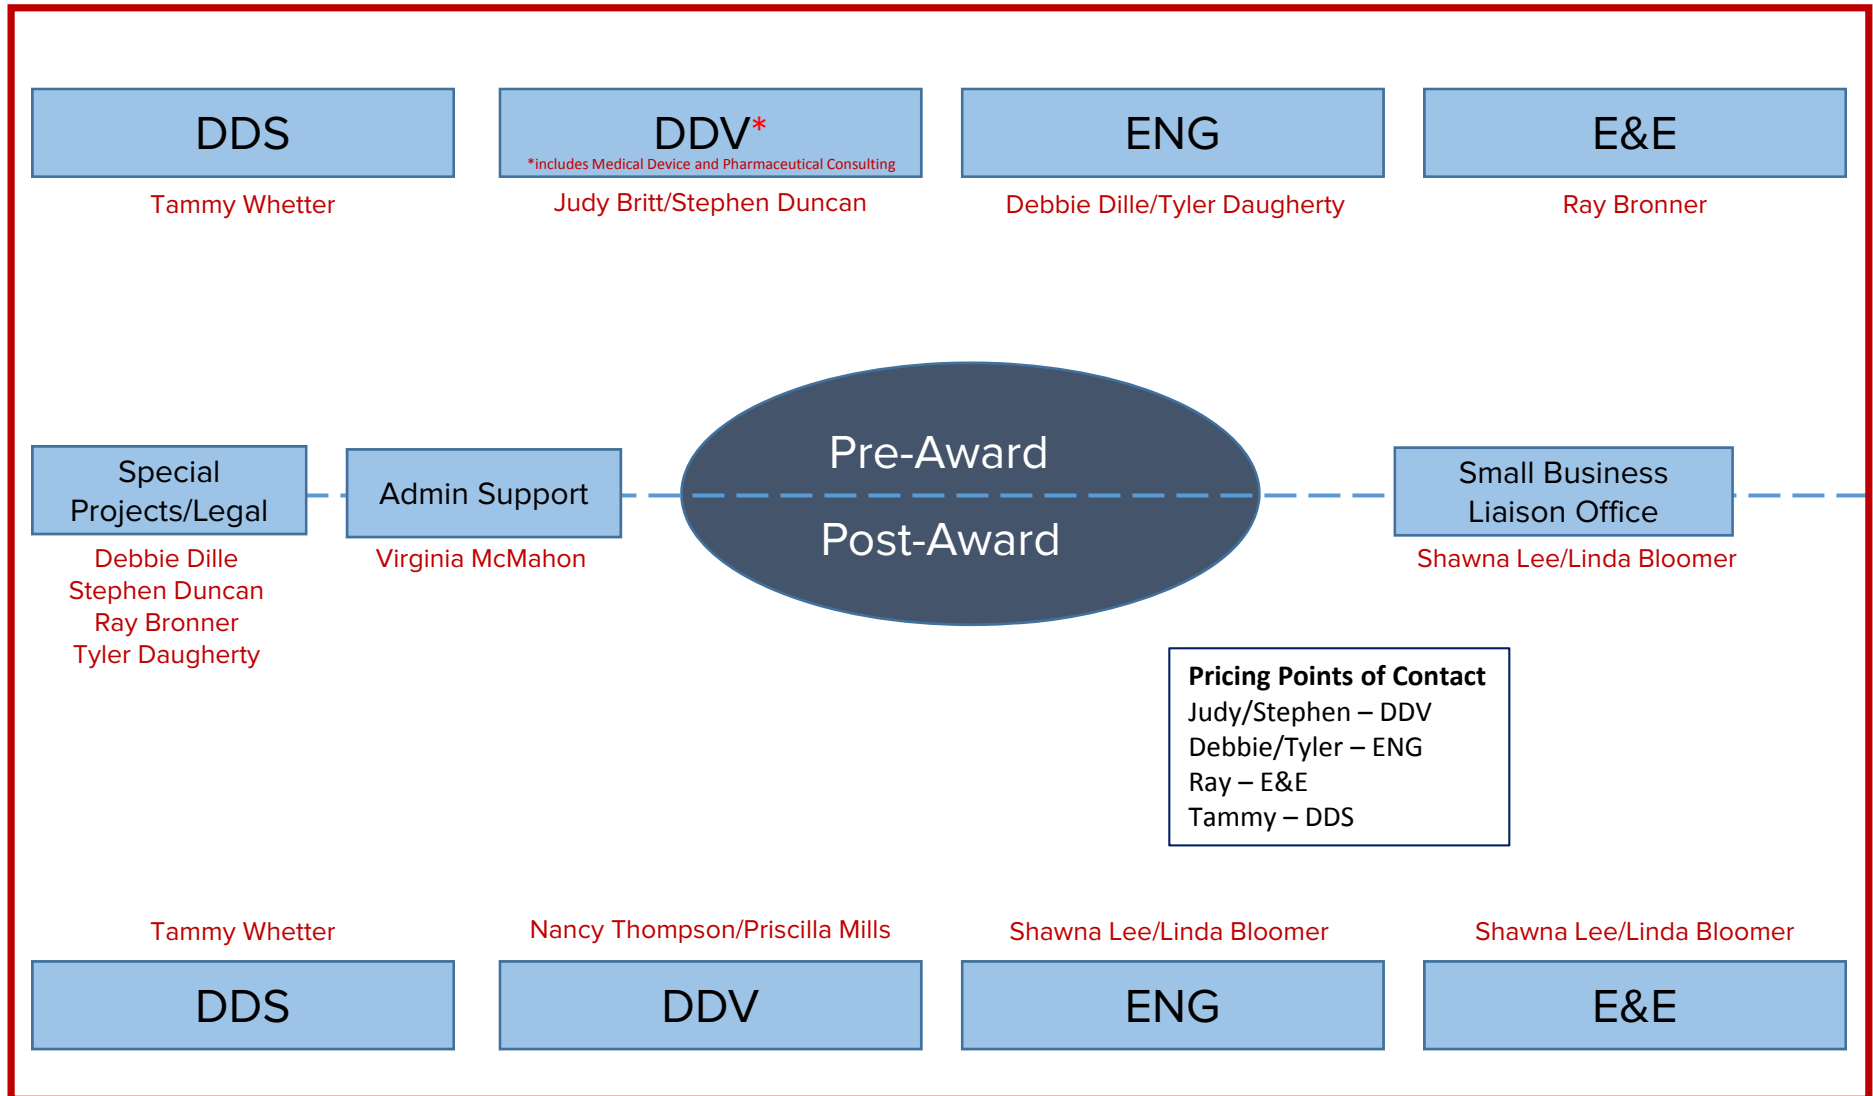 DDS
DDV*
*includes Medical Device and Pharmaceutical Consulting
ENG
E&E
Tammy Whetter
Judy Britt/Stephen Duncan
Debbie Dille/Tyler Daugherty
Ray Bronner
Special
Projects/Legal
Debbie Dille
Stephen Duncan
Ray Bronner
Tyler Daugherty
Admin Support
Virginia McMahon
Pre-Award
Post-Award
Small Business
Liaison Office
Shawna Lee/Linda Bloomer
Pricing Points of Contact
Judy/Stephen – DDV
Debbie/Tyler – ENG
Ray – E&E
Tammy – DDS
Tammy Whetter
Nancy Thompson/Priscilla Mills
Shawna Lee/Linda Bloomer
Shawna Lee/Linda Bloomer
DDS
DDV
ENG
E&E